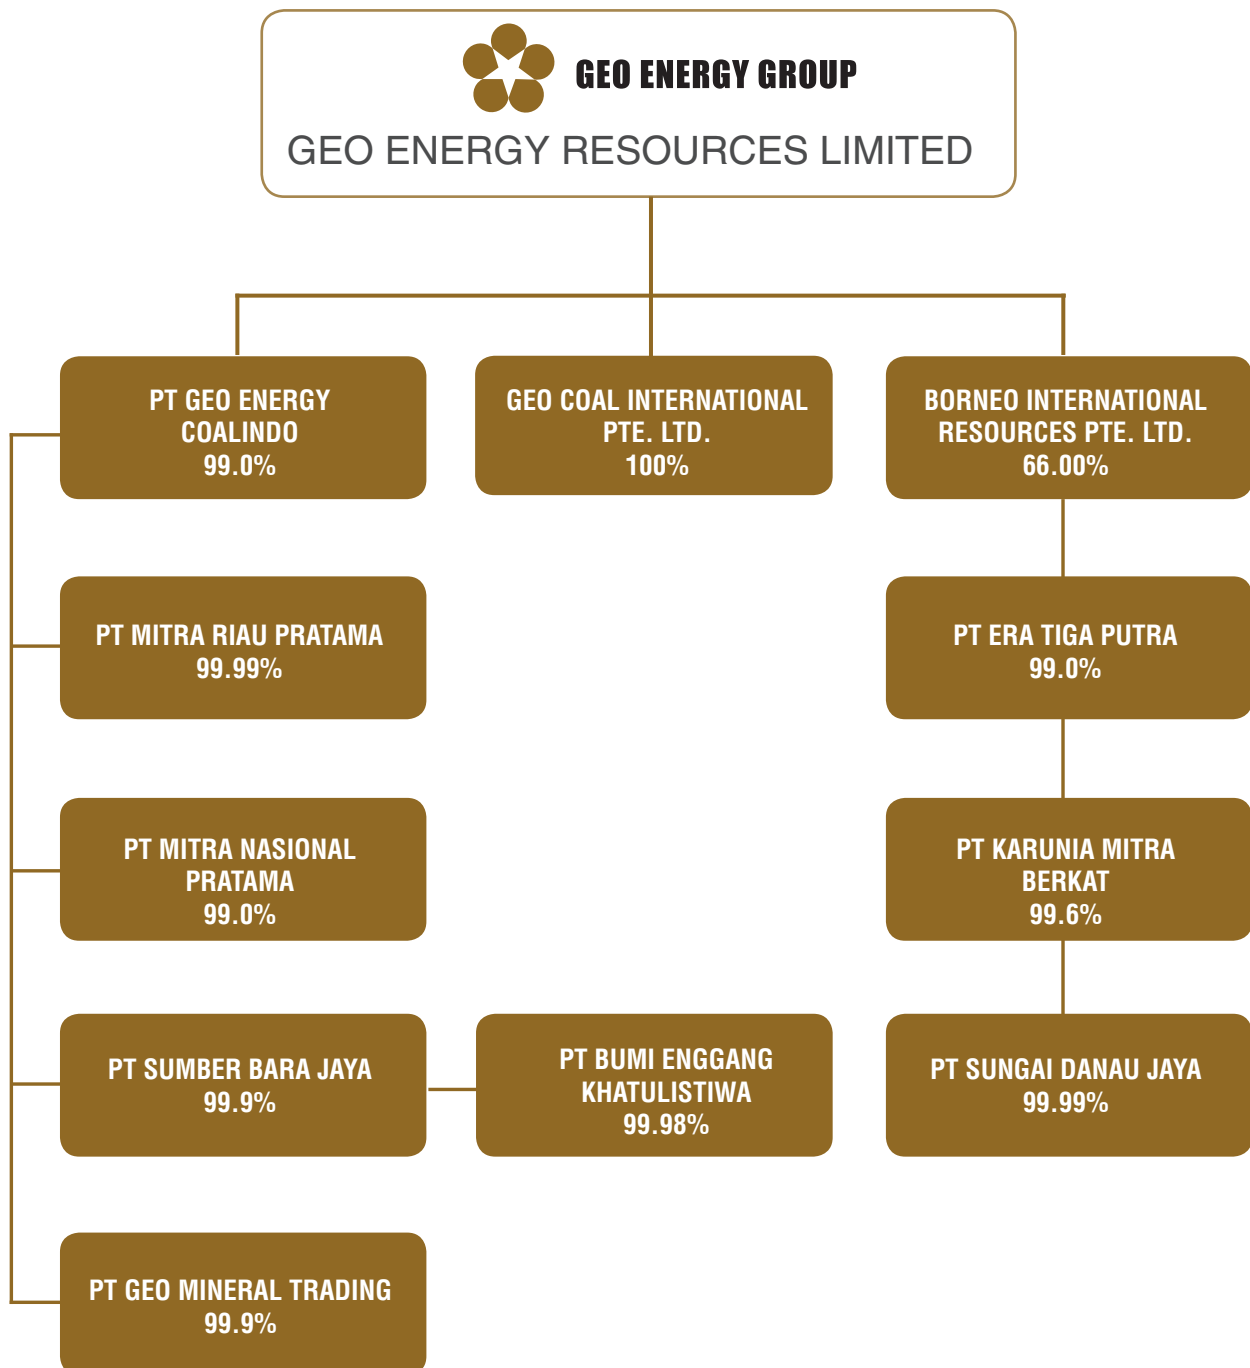 GEO ENERGY GROUP
GEO ENERGY RESOURCES LIMITED
PT GEO ENERGY
COALINDO
99.0%
GEO COAL INTERNATIONAL
PTE. LTD.
100%
BORNEO INTERNATIONAL
RESOURCES PTE. LTD.
66.00%
PT MITRA RIAU PRATAMA
99.99%
PT ERA TIGA PUTRA
99.0%
PT MITRA NASIONAL
PRATAMA
99.0%
PT KARUNIA MITRA
BERKAT
99.6%
PT SUMBER BARA JAYA
99.9%
PT BUMI ENGGANG
KHATULISTIWA
99.98%
PT SUNGAI DANAU JAYA
99.99%
PT GEO MINERAL TRADING
99.9%